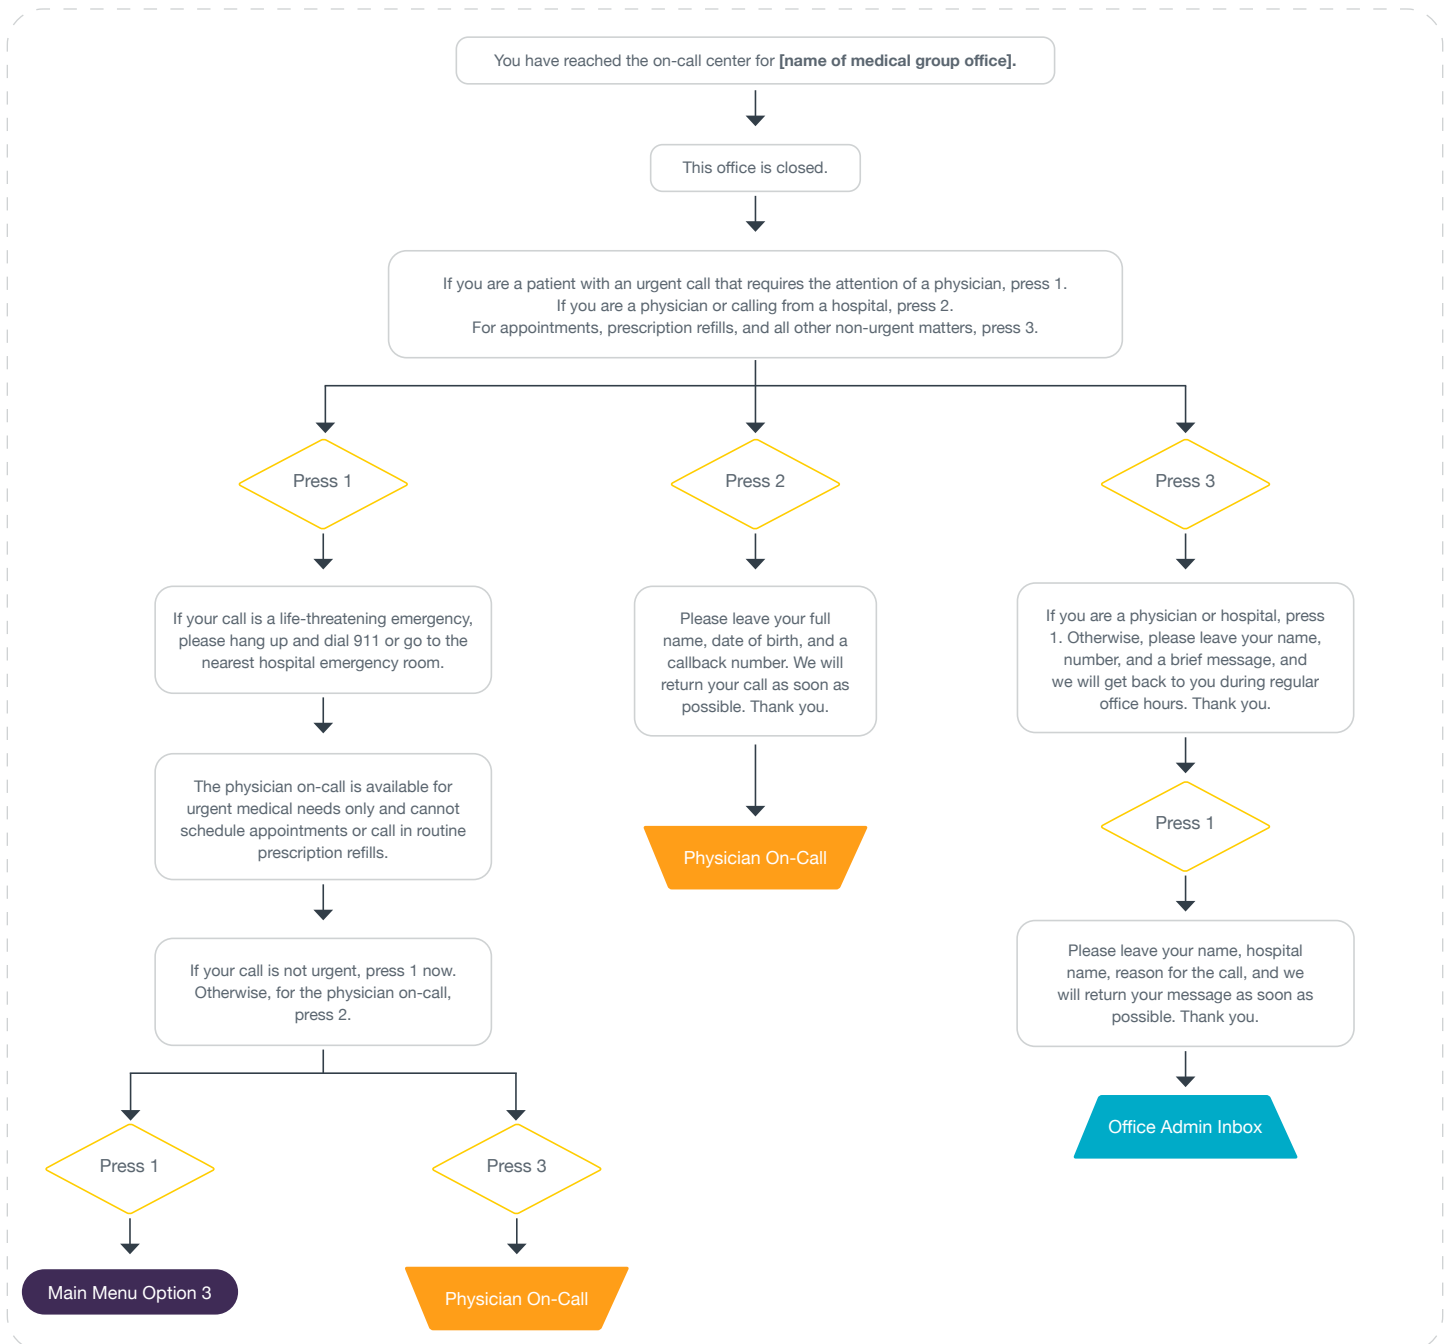 You have reached the on-call center for [name of medical group office].
This office is closed.
If you are a patient with an urgent call that requires the attention of a physician, press 1.
If you are a physician or calling from a hospital, press 2.
For appointments, prescription refills, and all other non-urgent matters, press 3.
Press 1
Press 2
Press 3
If your call is a life-threatening emergency,
please hang up and dial 911 or go to the
nearest hospital emergency room.
Please leave your full
name, date of birth, and a
callback number. We will
return your call as soon as
possible. Thank you.
If you are a physician or hospital, press
1. Otherwise, please leave your name,
number, and a brief message, and
we will get back to you during regular
office hours. Thank you.
The physician on-call is available for
urgent medical needs only and cannot
schedule appointments or call in routine
prescription refills.
Physician On-Call
Press 1
If your call is not urgent, press 1 now.
Otherwise, for the physician on-call,
press 2.
Please leave your name, hospital
name, reason for the call, and we
will return your message as soon as
possible. Thank you.
Office Admin Inbox
Press 1
Press 3
Main Menu Option 3
Physician On-Call